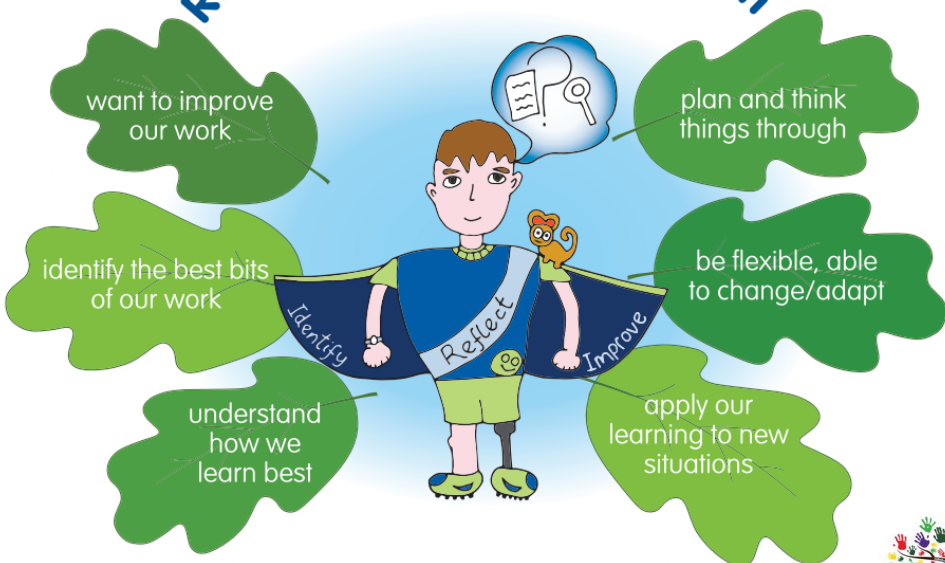 want to improve
our work
plan and think
things through
identify the best bits
of our work
be flexible, able
to change/adapt
Identify
Reflect
Improve
understand
how we
learn best
apply our
learning to new
situations